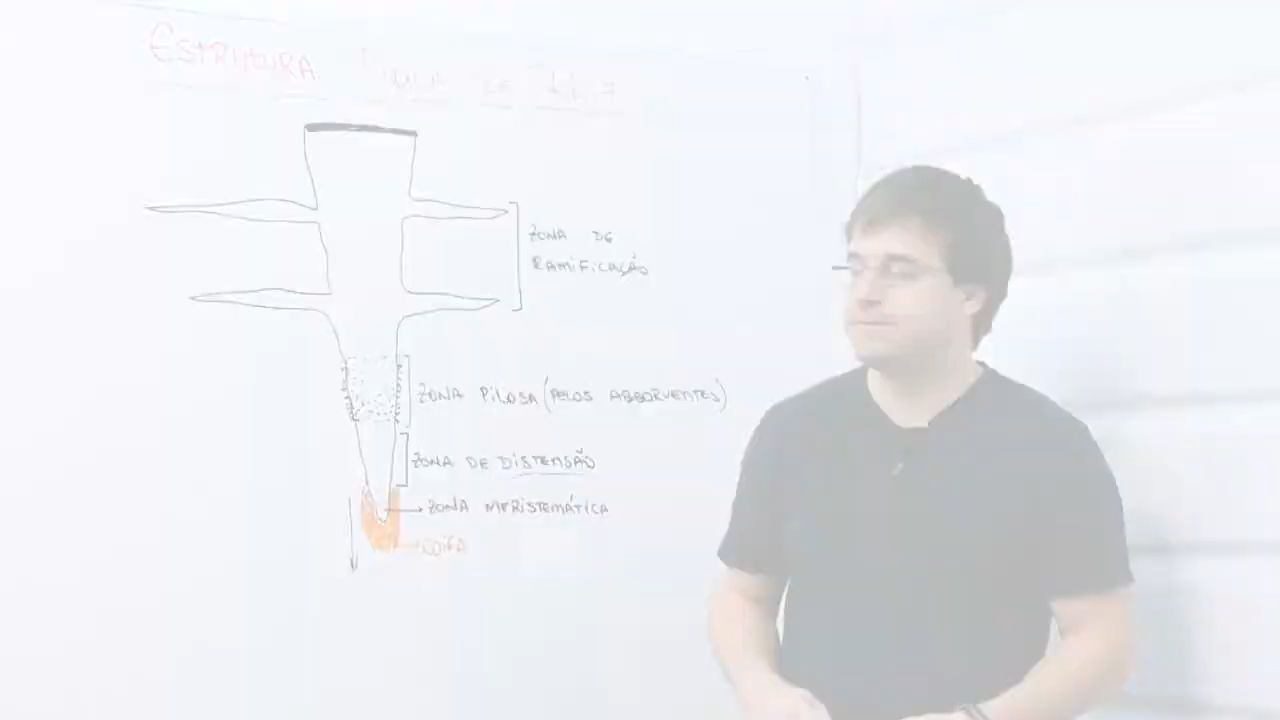 ESTRUTURA
ZONA DE
RAMIFICAÇÃO
ZONA PILOSA (PELOS ABSORVENTES)
ZONA DE DISTENSÃO
ZONA MERISTEMÁTICA
COIFA